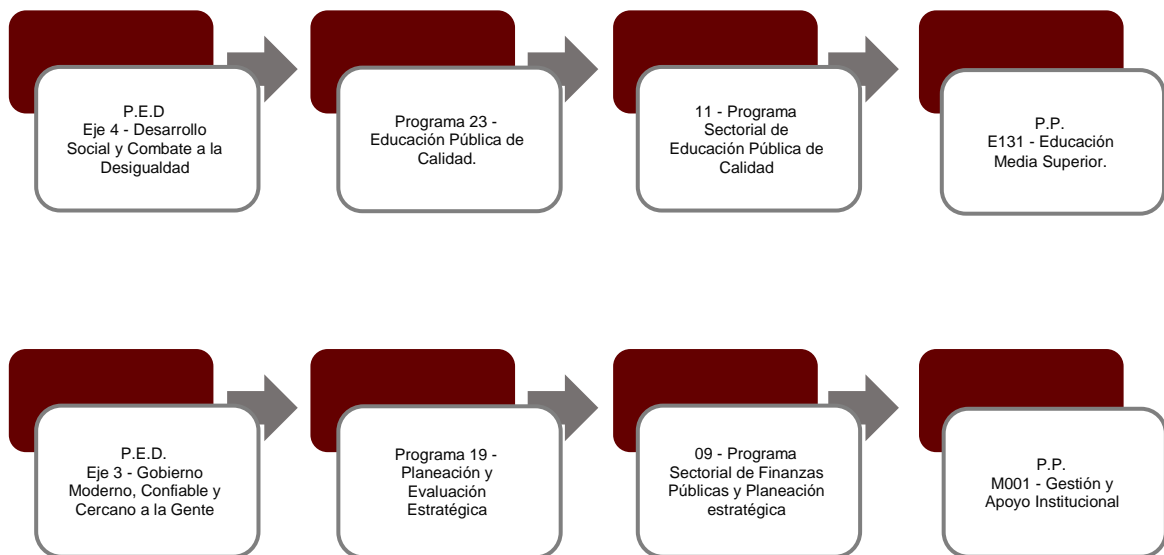 P.E.D
Eje 4 - Desarrollo
Social y Combate a la
Desigualdad
Programa 23 -
Educación Pública de
Calidad.
11 - Programa
Sectorial de
Educación Pública de
Calidad
P.P.
E131 - Educación
Media Superior.
P.E.D.
Eje 3 - Gobierno
Moderno, Confiable y
Cercano a la Gente
Programa 19 -
Planeación y
Evaluación
Estratégica
09 - Programa
Sectorial de Finanzas
Públicas y Planeación
estratégica
P.P.
M001 - Gestión y
Apoyo Institucional